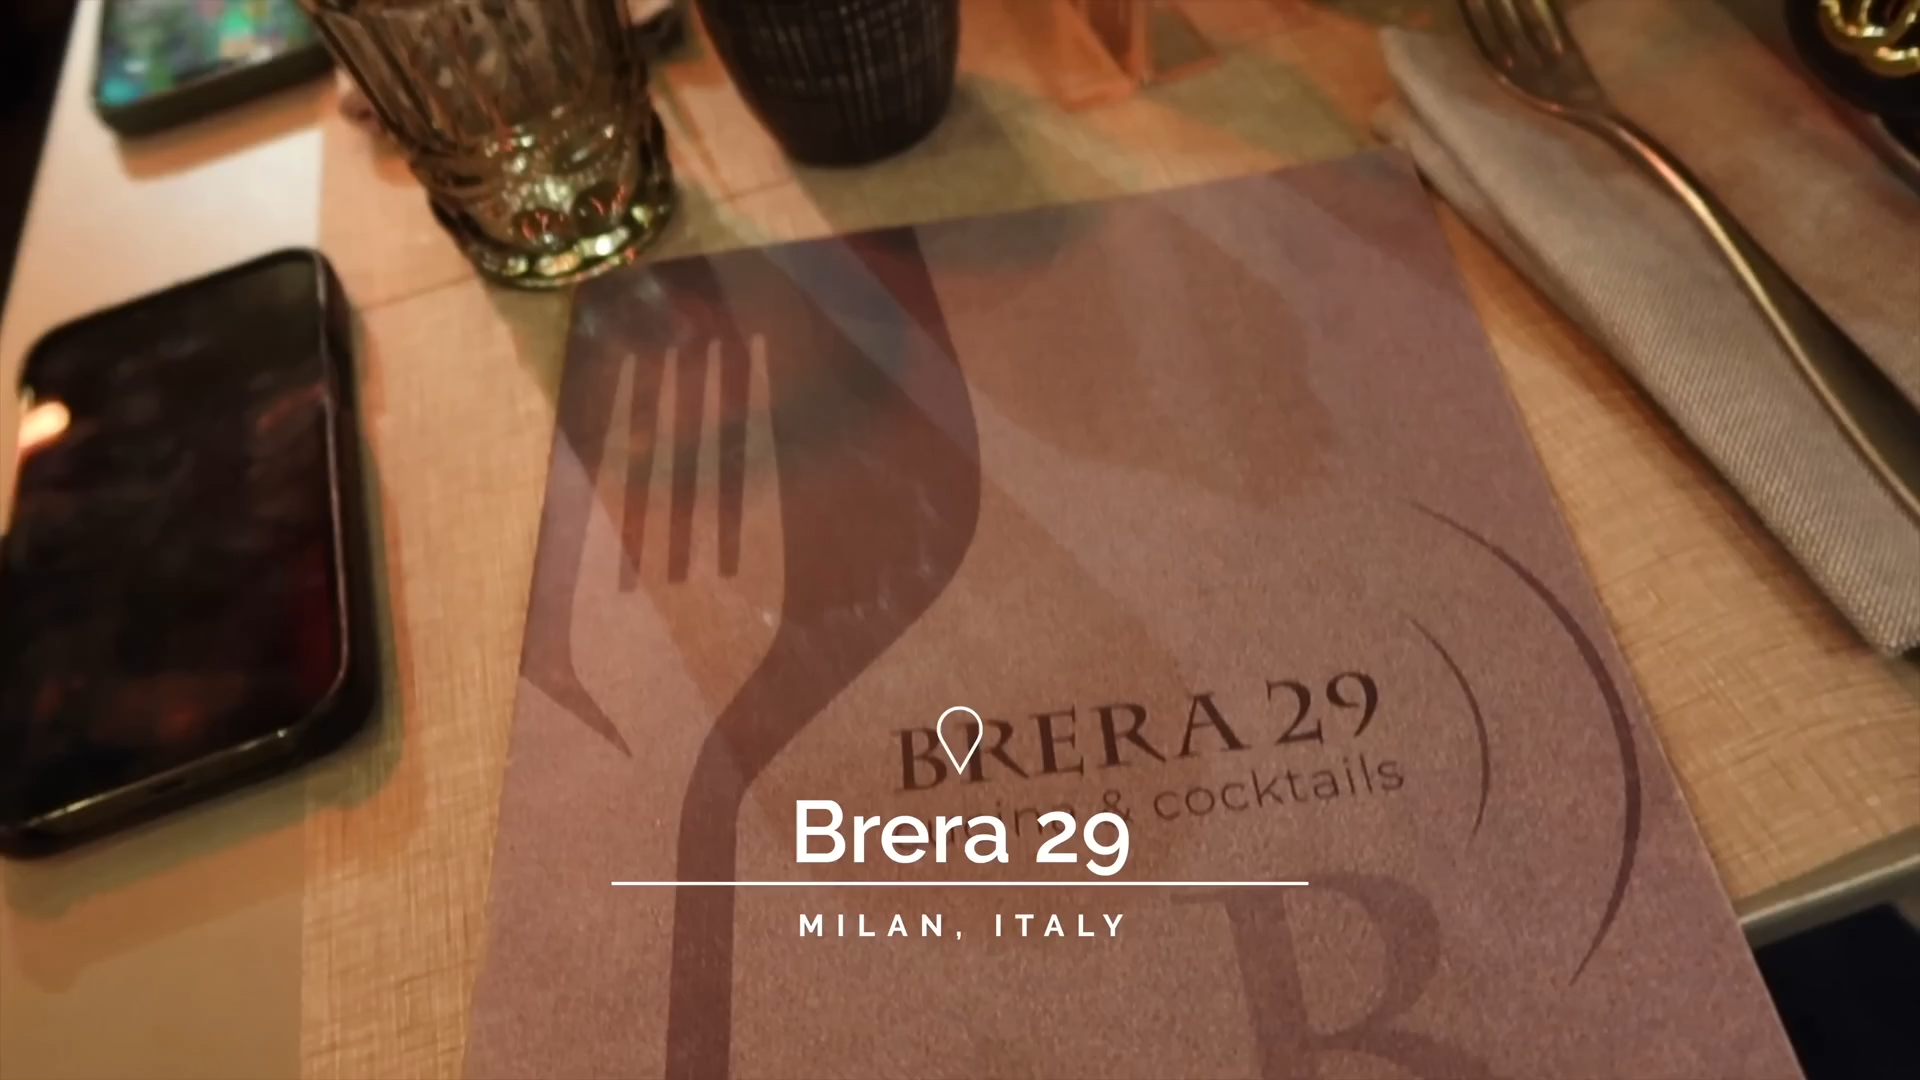 BRERA 29
& cocktails
Brera 29
MILAN, ITALY
B